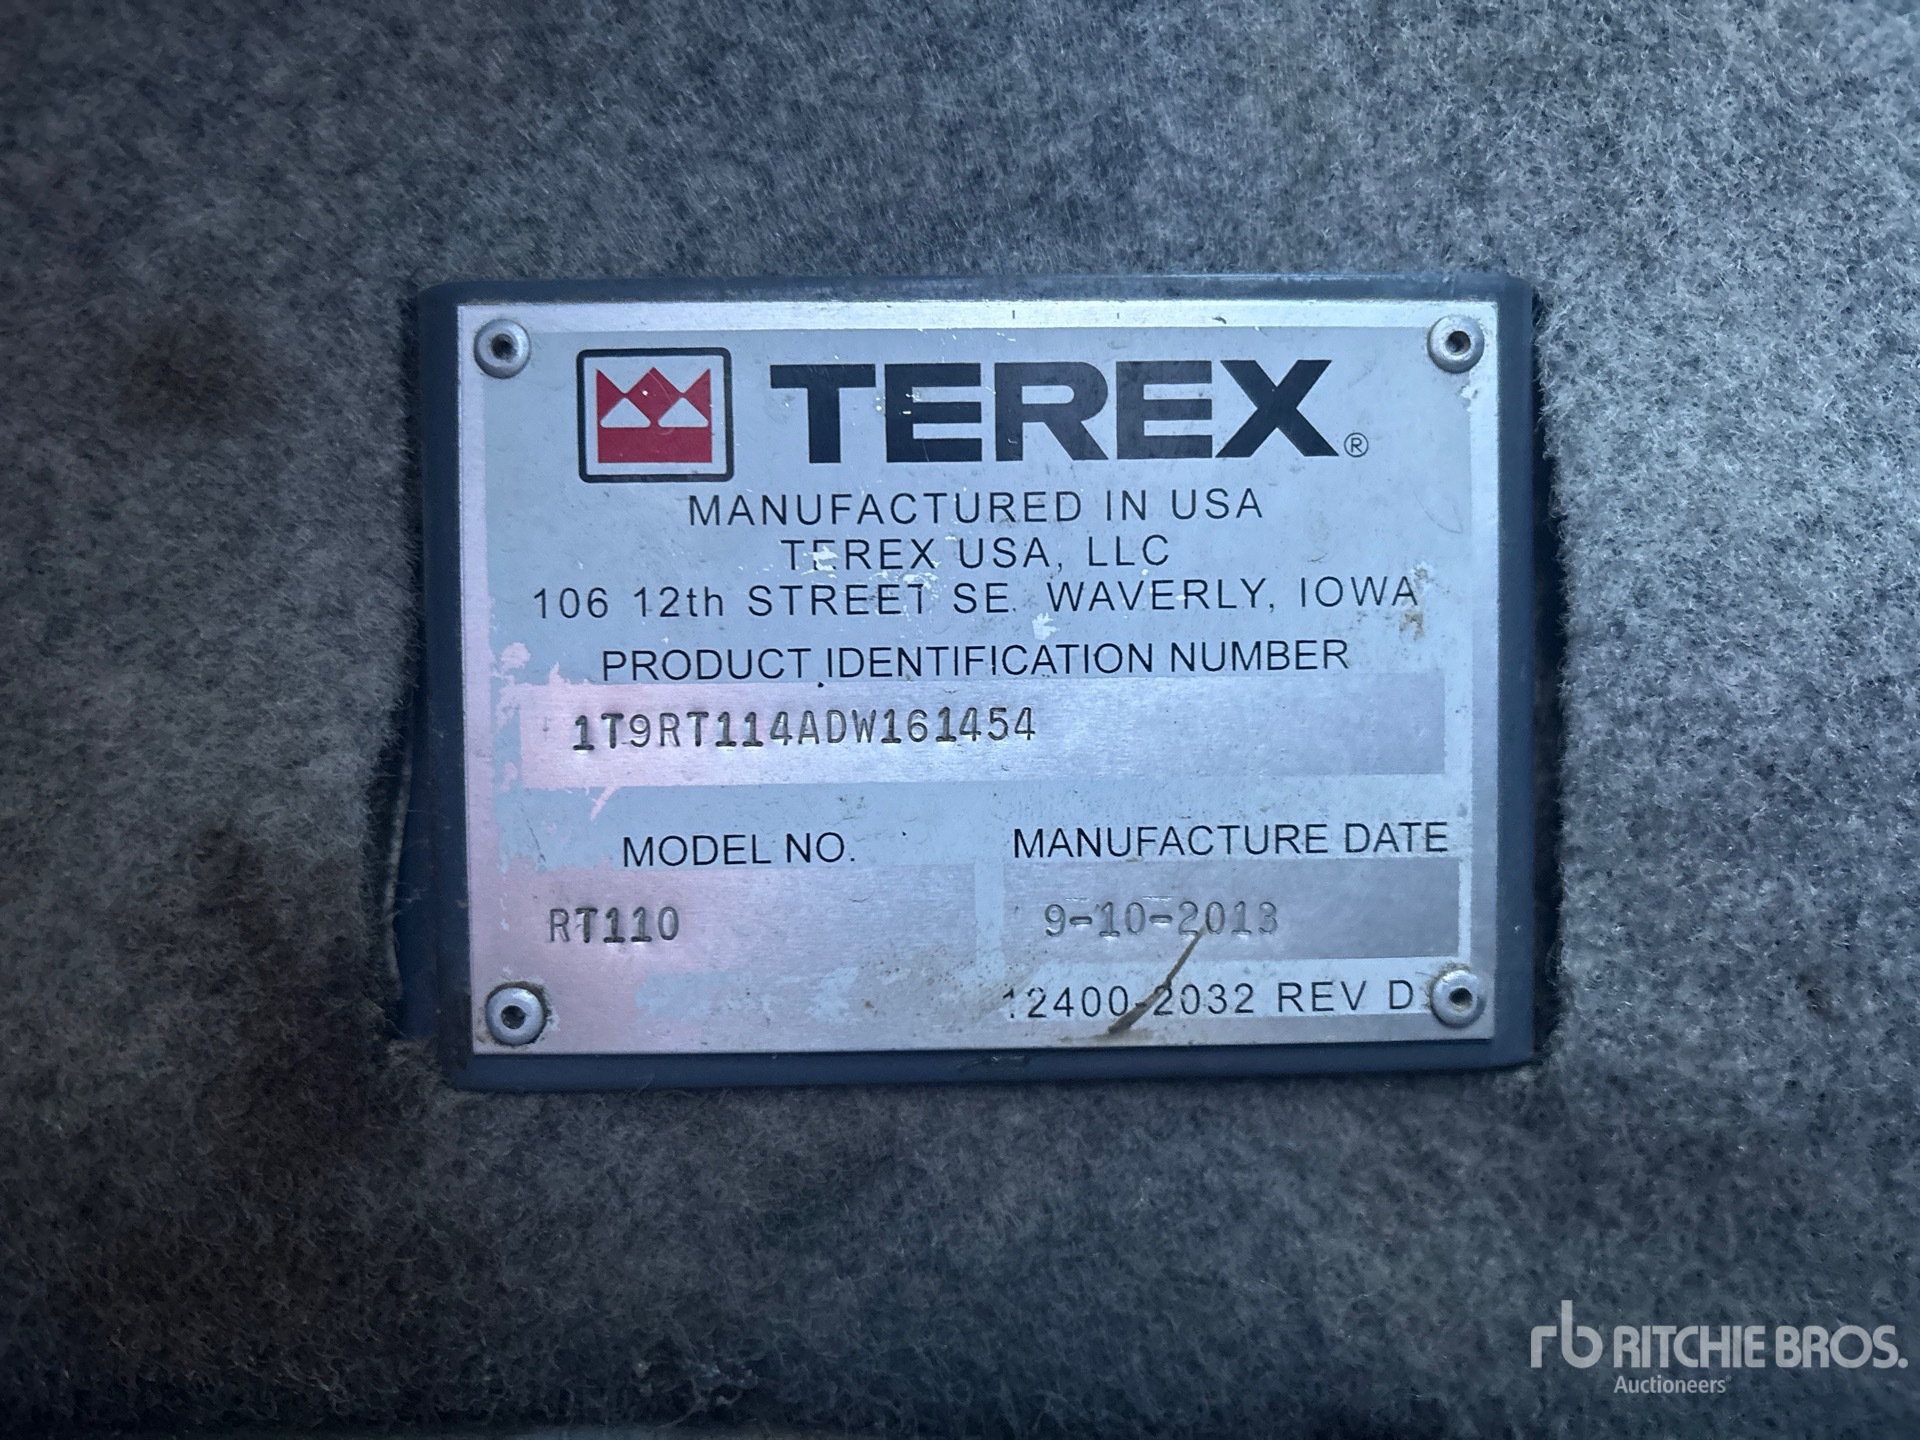 TEREX®
MANUFACTURED IN USA
TEREX USA, LLC
106 12th STREET SE. WAVERLY, IOWA
PRODUCT IDENTIFICATION NUMBER
1T9RT114ADW161454
MODEL NO.
MANUFACTURE DATE
RT110
9-10-2013
12400-2032 REV D
rb RITCHIE BROS.
Auctioneers